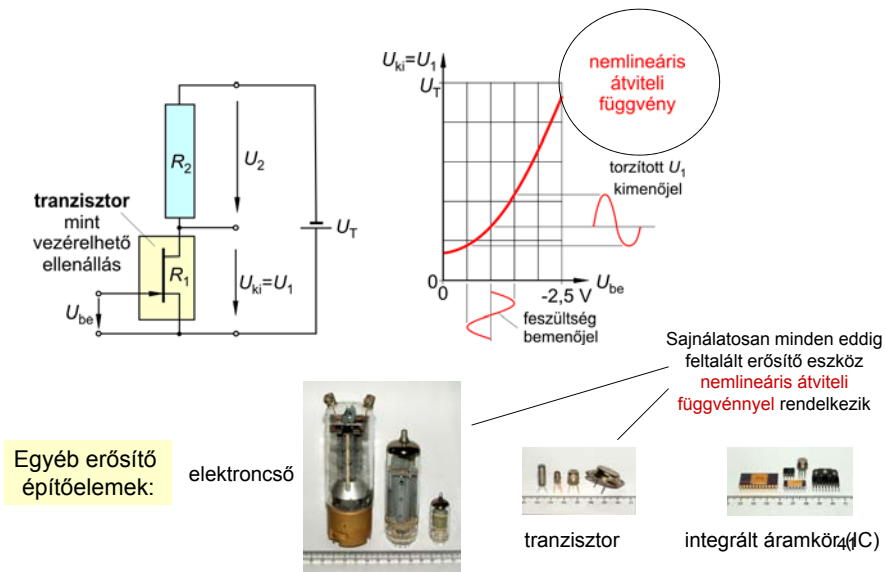 R2
U2
tranzisztor
mint
vezérelhető
ellenállás
R1
Ube
Uki=U1
UT
Uki=U1
UT
nemlineáris
átviteli
függvény
torzított U1
kimenőjel
0
0
-2,5 V
Ube
feszültség
bemenőjel
Sajnálatosan minden eddig
feltalált erősítő eszköz
nemlineáris átviteli
függvénnyel rendelkezik
Egyéb erősítő
építőelemek:
elektroncső
tranzisztor
integrált áramkör (IC)